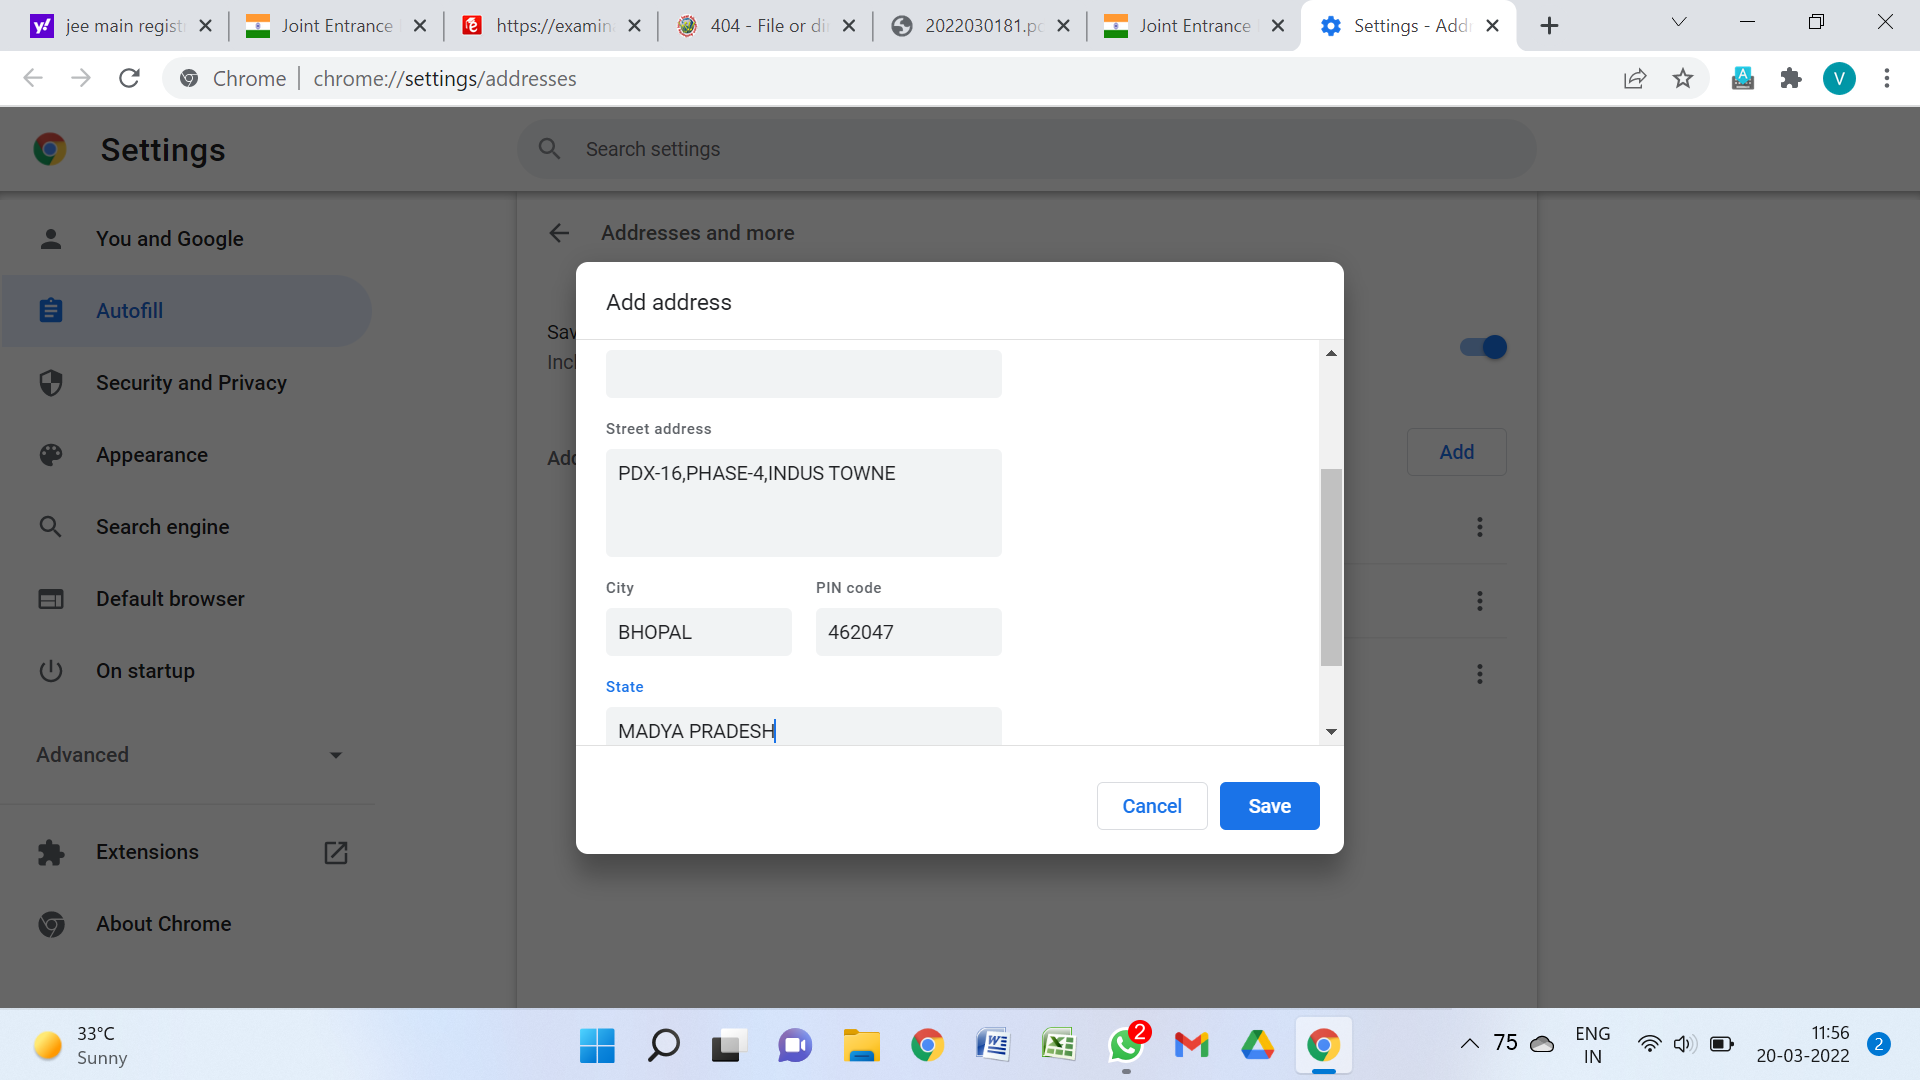 jee main regist
Joint Entrance
https://examin
404 - File or di
2022030181.pd
Joint Entrance
Settings - Add
Chrome
chrome://settings/addresses
V
Settings
Search settings
You and Google
Autofill
Security and Privacy
Appearance
Search engine
Default browser
On startup
Advanced
Extensions
About Chrome
Addresses and more
Sav
Incl
Add
Add
Add address
Street address
PDX-16,PHASE-4,INDUS TOWNE
City
PIN code
BHOPAL
462047
State
MADYA PRADESH
Cancel
Save
33°C
Sunny
2
75
ENG
IN
11:56
20-03-2022
2